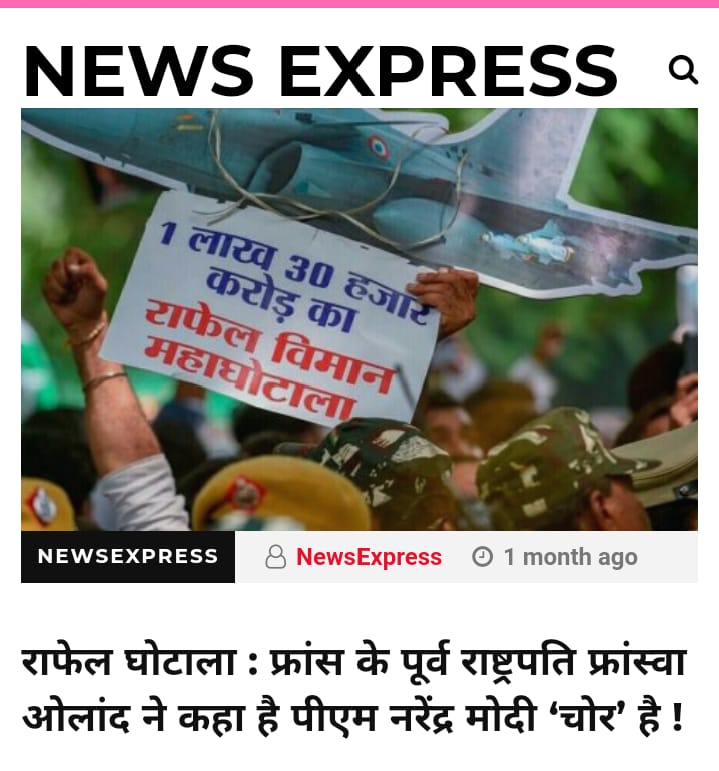 NEWS EXPRESS
1 लाख 30 हजार
करोड़ का
राफेल विमान
महाघोटाला
NEWSEXPRESS NewsExpress 1 month ago
राफेल घोटाला : फ्रांस के पूर्व राष्ट्रपति फ्रांस्वा
ओलांद ने कहा है पीएम नरेंद्र मोदी ‘चोर’ है !